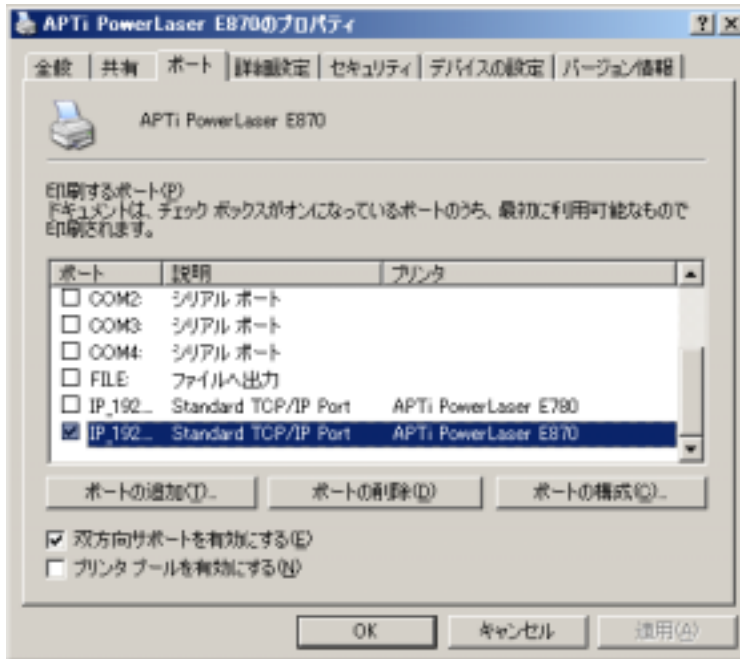 APTi PowerLaser E870のプロパティ
全般 共有 ポート 詳細設定 セキュリティ デバイスの設定 バージョン情報
APTi PowerLaser E870
印刷するポート(P)
ドキュメントは、チェック ボックスがオンになっているポートのうち、最初に利用可能なもので
印刷されます。
ポート 説明 プリンタ
COM2: シリアル ポート
COM3: シリアル ポート
COM4: シリアル ポート
FILE: ファイルへ出力
IP_192... Standard TCP/IP Port APTi PowerLaser E780
IP_192... Standard TCP/IP Port APTi PowerLaser E870
ポートの追加(T)... ポートの削除(D) ポートの構成(C)...
双方向サポートを有効にする(E)
プリンタ プールを有効にする(N)
OK キャンセル 適用(A)